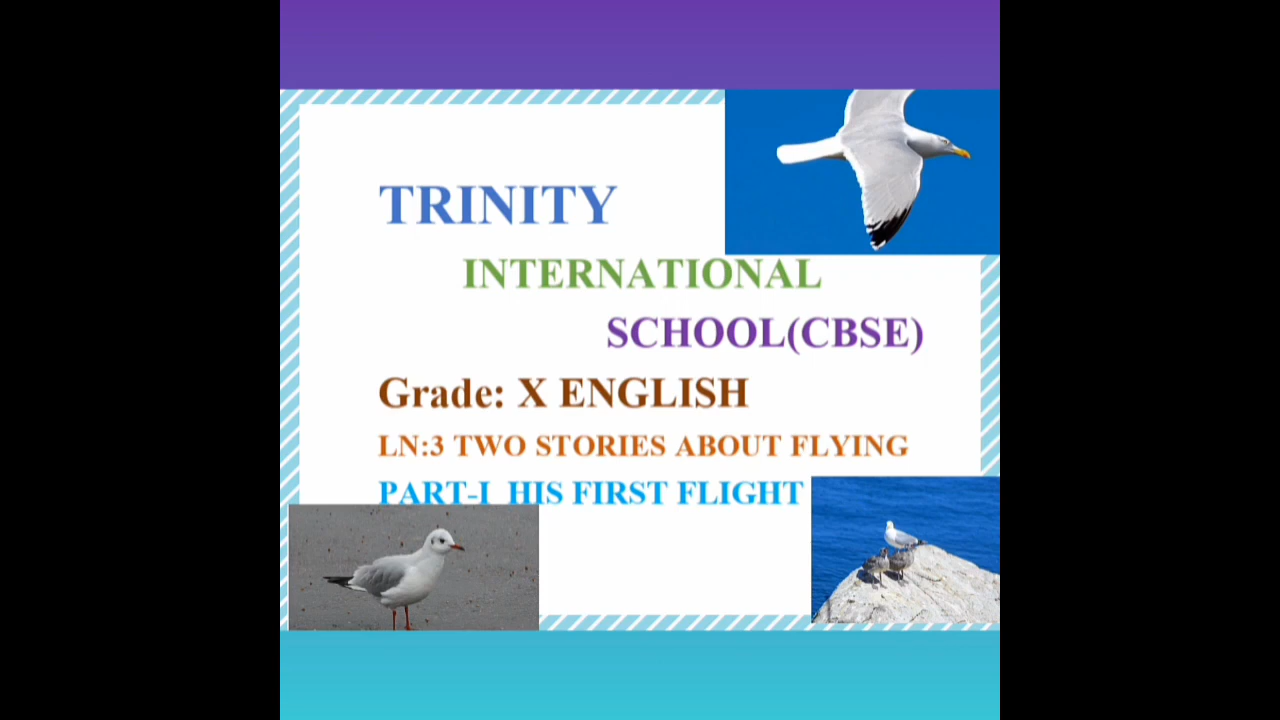 TRINITY
INTERNATIONAL
SCHOOL(CBSE)
Grade: X ENGLISH
LN:3 TWO STORIES ABOUT FLYING
PART-I HIS FIRST FLIGHT